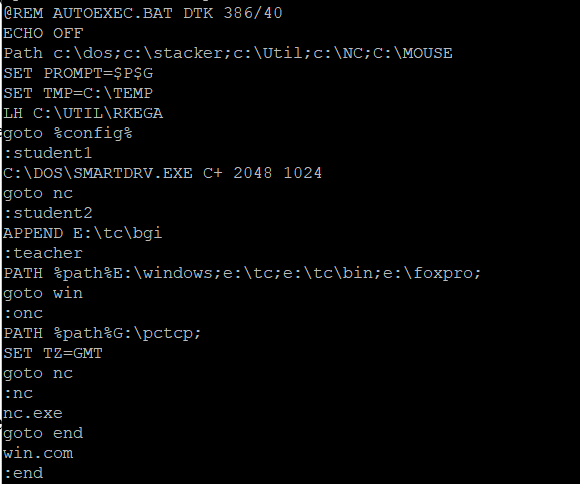 @REM AUTOEXEC.BAT DTK 386/40
ECHO OFF
Path c:\dos;c:\stacker;c:\Util;c:\NC;C:\MOUSE
SET PROMPT=$P$G
SET TMP=C:\TEMP
LH C:\UTIL\RKEGA
goto %config%
:student1
C:\DOS\SMARTDRV.EXE C+ 2048 1024
goto nc
:student2
APPEND E:\tc\bgi
:teacher
PATH %path%E:\windows;e:\tc;e:\tc\bin;e:\foxpro;
goto win
:onc
PATH %path%G:\pctcp;
SET TZ=GMT
goto nc
:nc
nc.exe
goto end
win.com
:end